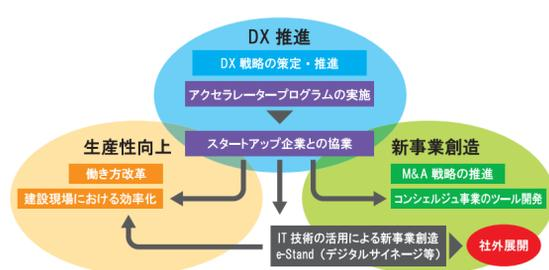 DX 推進
DX 戦略の策定・推進
アクセラレータープログラムの実施
スタートアップ企業との協業
生産性向上
働き方改革
建設現場における効率化
新事業創造
M&A 戦略の推進
コンシェルジュ事業のツール開発
IT 技術の活用による新事業創造
e-Stand（デジタルサイネージ等）
社外展開